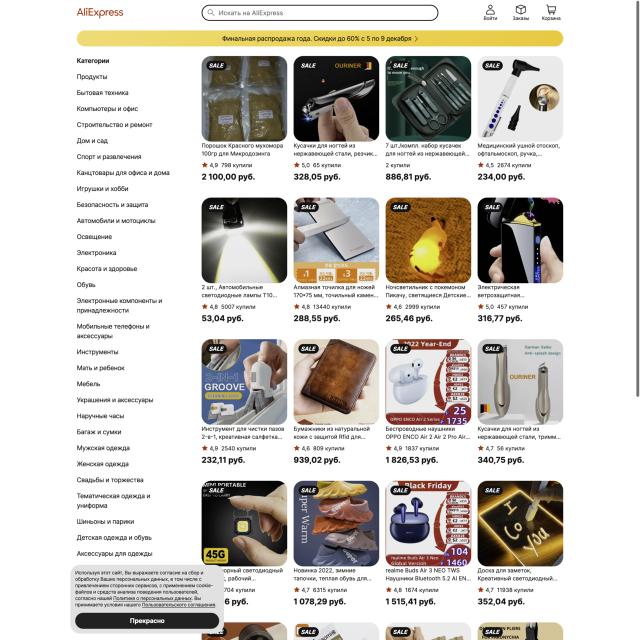 AliExpress
Искать на AliExpress
Войти
Заказы
Корзина
Финальная распродажа года. Скидки до 60% с 5 по 9 декабря
Категории
Продукты
Бытовая техника
Компьютеры и офис
Строительство и ремонт
Дом и сад
Спорт и развлечения
Канцтовары для офиса и дома
Игрушки и хобби
Безопасность и защита
Автомобили и мотоциклы
Освещение
Электроника
Красота и здоровье
Обувь
Электронные компоненты и
принадлежности
Мобильные телефоны и
аксессуары
Инструменты
Мать и ребенок
Мебель
Украшения и аксессуары
Наручные часы
Багаж и сумки
Мужская одежда
Женская одежда
Свадьбы и торжества
Тематическая одежда и
униформа
Шиньоны и парики
Детская одежда и обувь
Аксессуары для одежды
SALE
Порошок Красного мухомора
100гр для Микродозинга
4,9 798 купили
2 100,00 руб.
SALE
OURINER
Кусачки для ногтей из
нержавеющей стали, резчик...
5,0 65 купили
328,05 руб.
SALE
7 шт./компл. набор кусачек
для ногтей из нержавеющей...
2 купили
886,81 руб.
SALE
Медицинский ушной отоскоп,
офтальмоскоп, ручка,...
4,5 2674 купили
234,00 руб.
SALE
2 шт., Автомобильные
светодиодные лампы T10...
4,8 5007 купили
53,04 руб.
SALE
Алмазная точилка для ножей
170*75 мм, точильный камен...
4,8 13440 купили
288,55 руб.
SALE
Ночсветильник с покемоном
Пикачу, светящиеся Детские...
4,6 2999 купили
265,46 руб.
SALE
Электрическая
ветрозащитная...
5,0 457 купили
316,77 руб.
SALE
2-IN-1
GROOVE
Инструмент для чистки пазов
2-в-1, креативная салфетка...
4,9 2540 купили
232,11 руб.
SALE
Бумажники из натуральной
кожи с защитой Rfid для...
4,6 809 купили
939,02 руб.
SALE
2022 Year-End
OPPO ENCO Air 2 Series
25
1735
Беспроводные наушники
OPPO ENCO Air 2 Air 2 Pro Air...
4,9 1837 купили
1 826,53 руб.
SALE
German Seiko
Anti-splash design
OURINER
Кусачки для ногтей из
нержавеющей стали, тримм...
4,7 56 купили
340,75 руб.
SALE
MINI PORTABLE
45G
орный светодиодный
, рабочий...
704 купили
6 руб.
SALE
Super Warm
Новинка 2022, зимние
тапочки, теплая обувь для...
4,7 6315 купили
1 078,29 руб.
SALE
Black Friday
realme Buds Air 3 Neo
Global Version
104
1460
realme Buds Air 3 NEO TWS
Наушники Bluetooth 5.2 AI EN...
4,8 1674 купили
1 515,41 руб.
SALE
I
Lo
You
Доска для заметок,
Креативный светодиодный...
4,7 11938 купили
352,04 руб.
Используя этот сайт, Вы выражаете согласие на сбор и
обработку Ваших персональных данных, в том числе с
привлечением сторонних сервисов, с применением cookie-
файлов и средств анализа поведения пользователей,
согласно нашей Политике о персональных данных. Вы
принимаете условия нашего Пользовательского соглашения.
Прекрасно
SALE
SALE
SALE
SALE